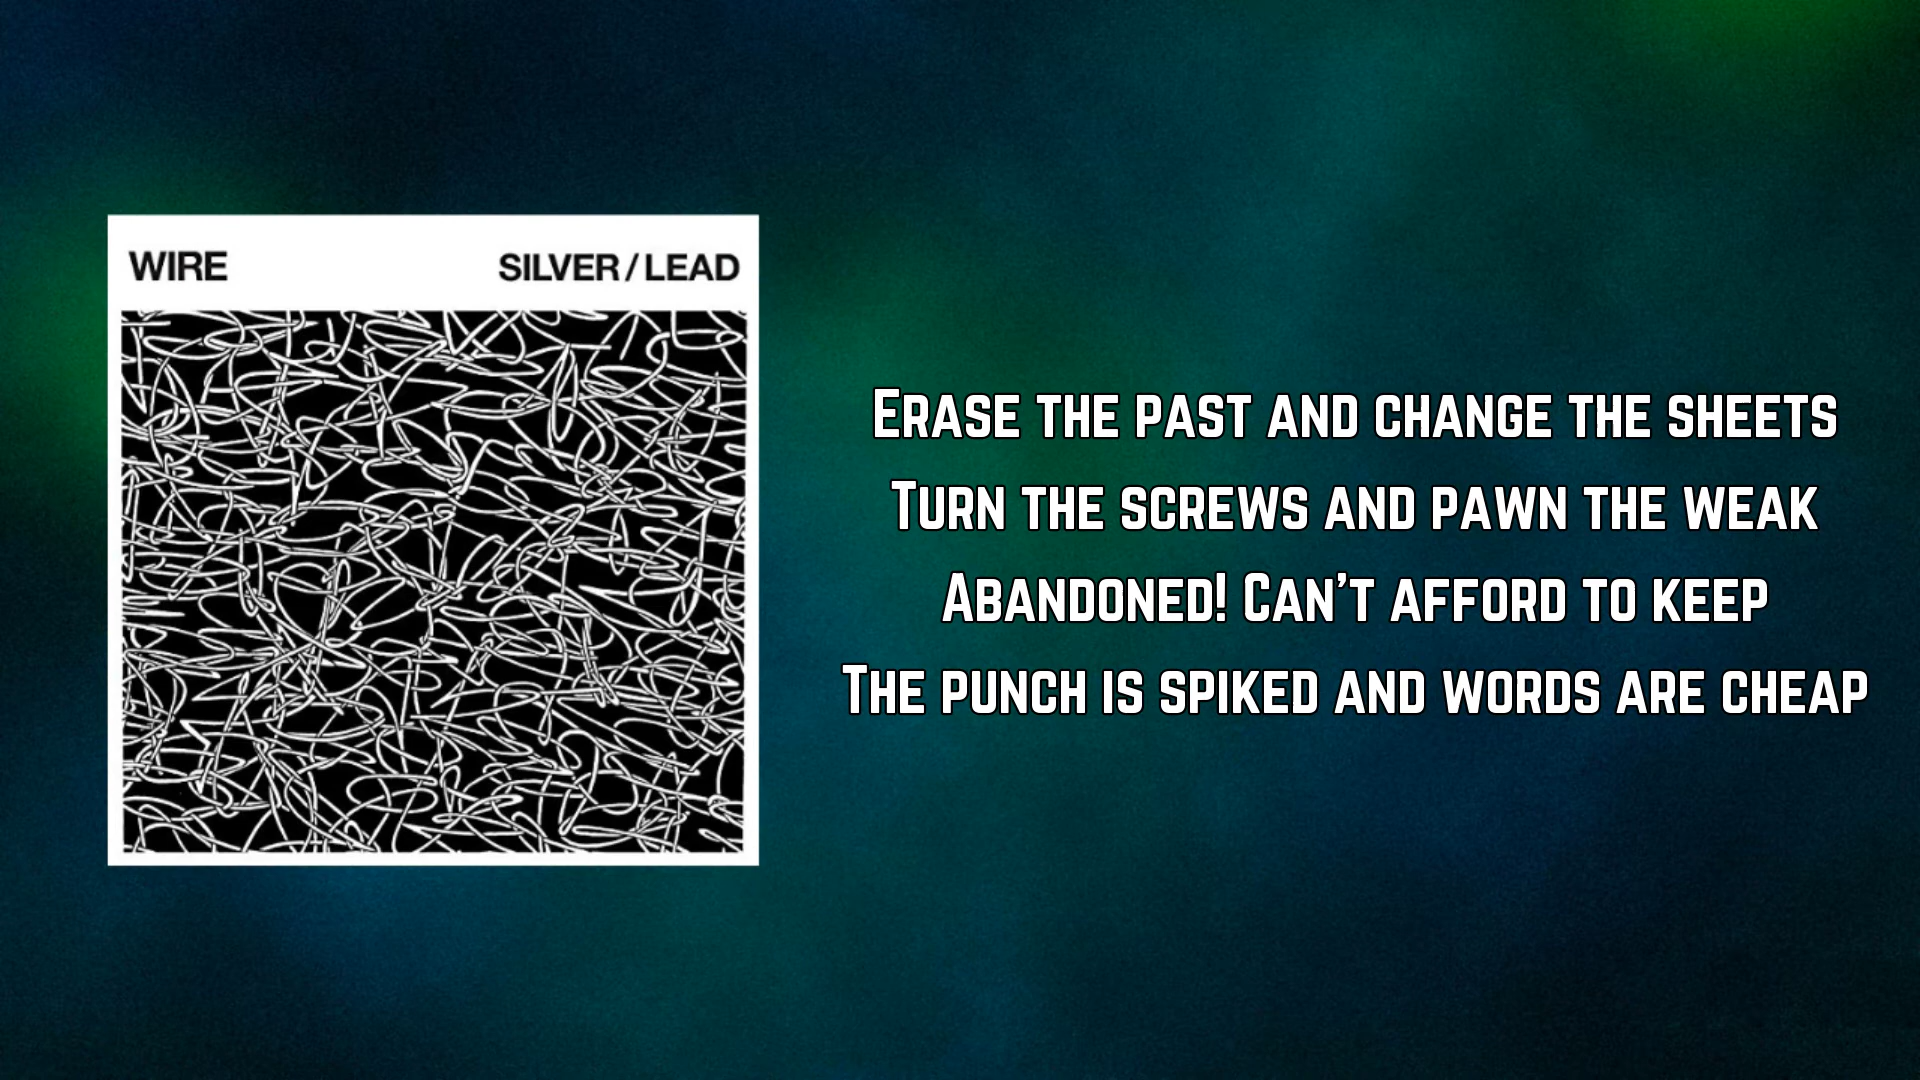 WIRE SILVER/LEAD
Erase the past and change the sheets
Turn the screws and pawn the weak
Abandoned! Can't afford to keep
The punch is spiked and words are cheap